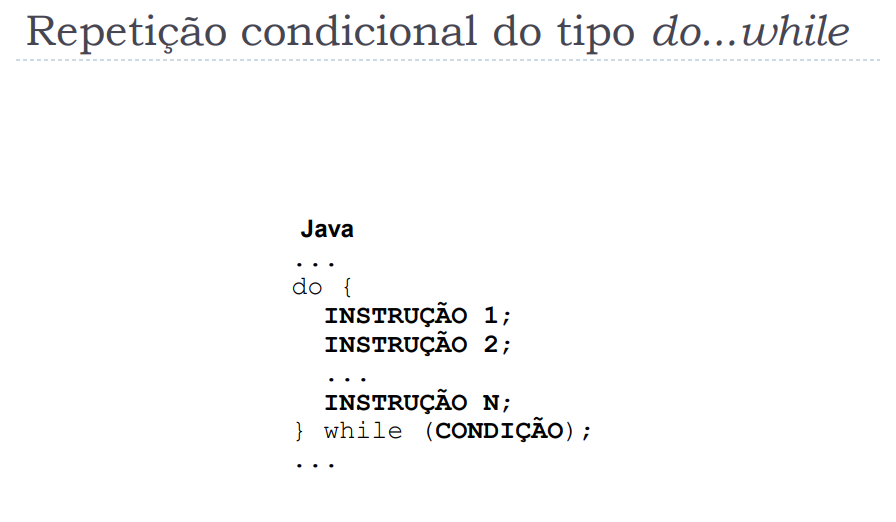 Repetição condicional do tipo do...while
Java
...
do {
INSTRUÇÃO 1;
INSTRUÇÃO 2;
...
INSTRUÇÃO N;
} while (CONDIÇÃO);
...